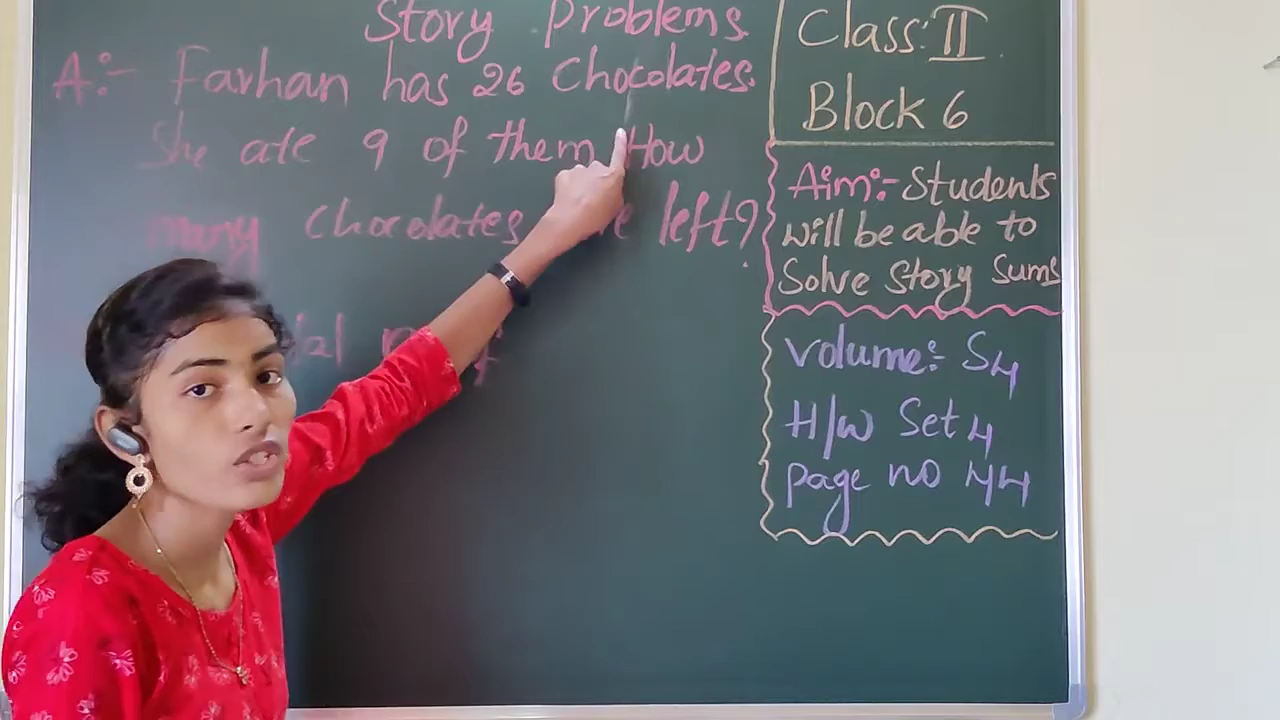 Story Problems
A:- Farhan has 26 Chocolates.
She ate 9 of them How
many Chocolates left?
Class: II
Block 6
Aim:- Students
will be able to
Solve Story Sums
Volume:- S4
H/W Set 4
page no 44